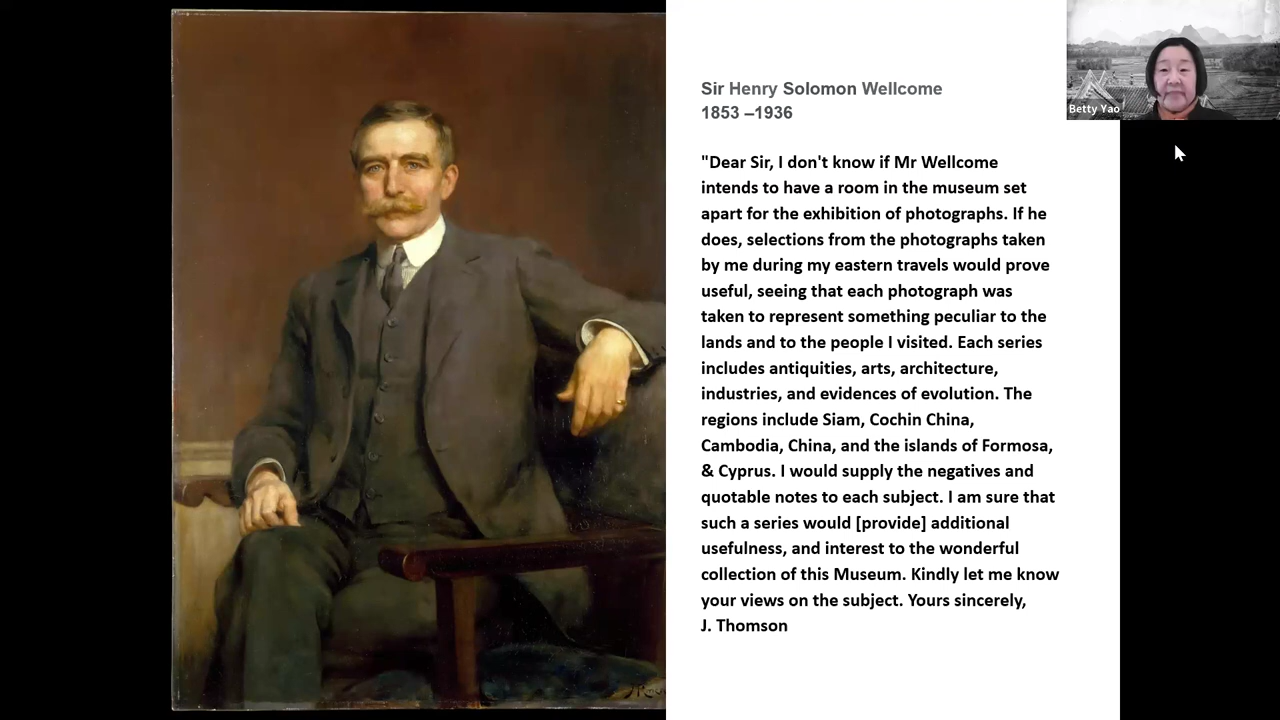 Sir Henry Solomon Wellcome
1853 –1936
"Dear Sir, I don't know if Mr Wellcome
intends to have a room in the museum set
apart for the exhibition of photographs. If he
does, selections from the photographs taken
by me during my eastern travels would prove
useful, seeing that each photograph was
taken to represent something peculiar to the
lands and to the people I visited. Each series
includes antiquities, arts, architecture,
industries, and evidences of evolution. The
regions include Siam, Cochin China,
Cambodia, China, and the islands of Formosa,
& Cyprus. I would supply the negatives and
quotable notes to each subject. I am sure that
such a series would [provide] additional
usefulness, and interest to the wonderful
collection of this Museum. Kindly let me know
your views on the subject. Yours sincerely,
J. Thomson
Betty Yao